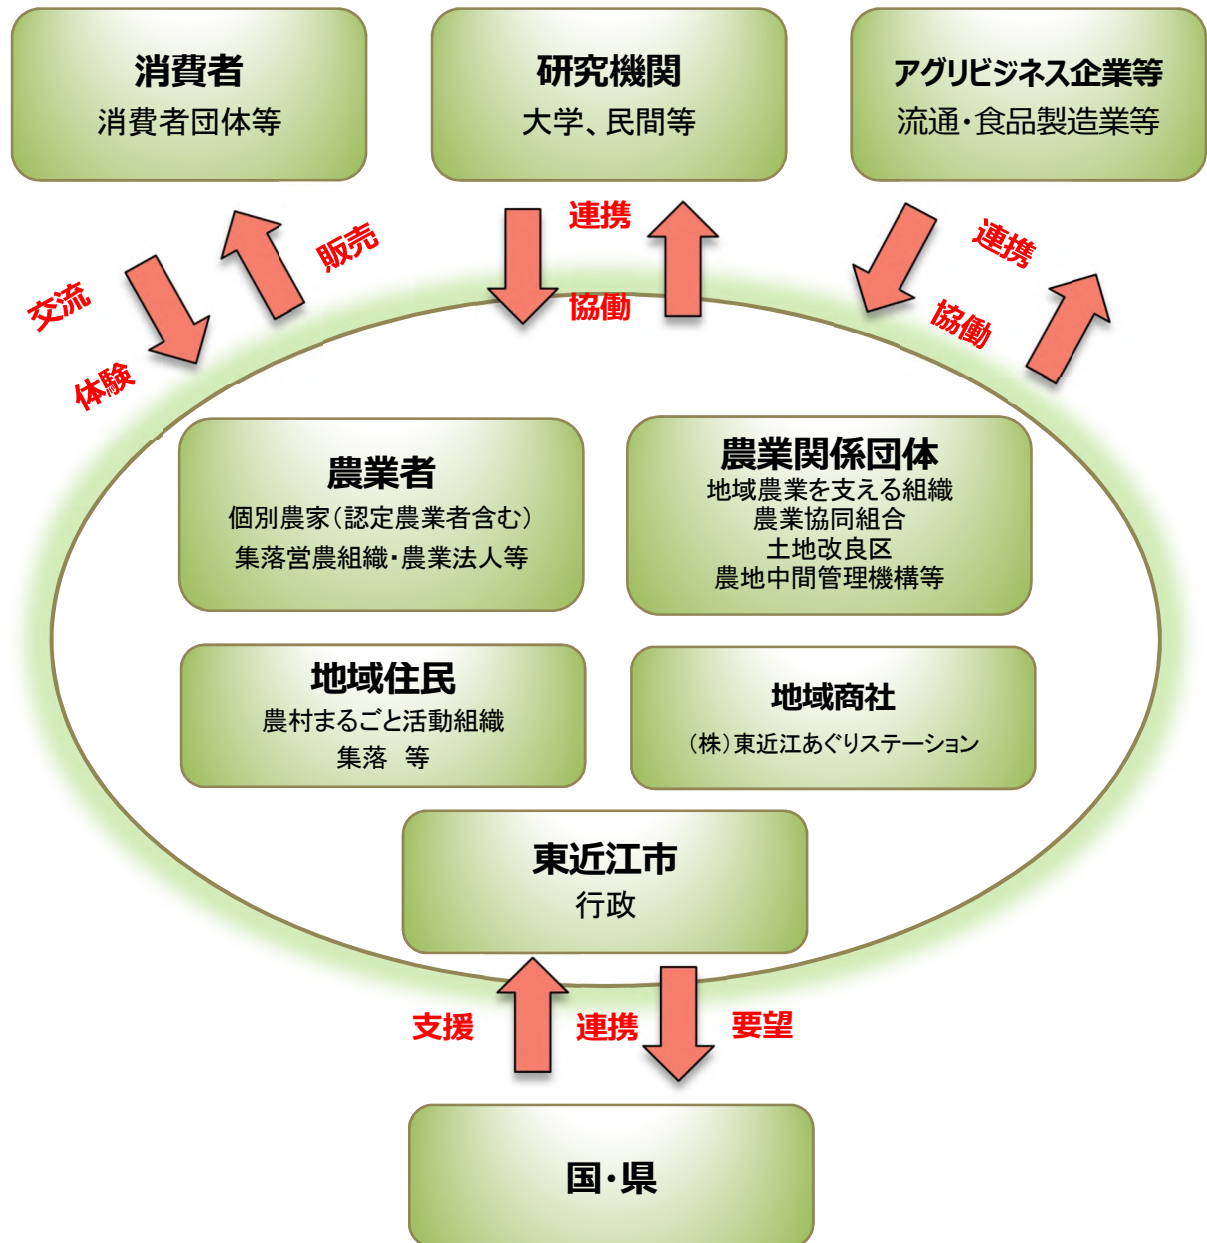 消費者
消費者団体等
研究機関
大学、民間等
アグリビジネス企業等
流通・食品製造業等
交流
体験
販売
連携
協働
連携
協働
農業者
個別農家（認定農業者含む）
集落営農組織・農業法人等
農業関係団体
地域農業を支える組織
農業協同組合
土地改良区
農地中間管理機構等
地域住民
農村まるごと活動組織
集落　等
地域商社
（株）東近江あぐりステーション
東近江市
行政
支援
連携
要望
国・県